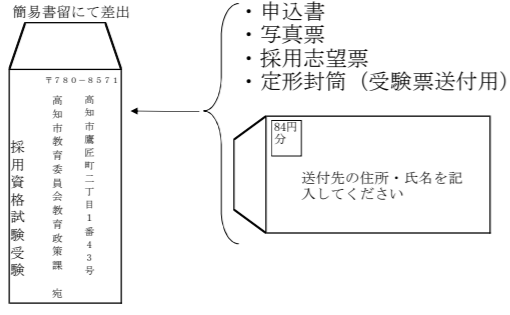 簡易書留にて差出
〒780-8571
高知市鷹匠町二丁目1番43号
高知市教育委員会教育政策課 宛
採用資格試験受験
・申込書
・写真票
・採用志望票
・定形封筒（受験票送付用）
84円
分
送付先の住所・氏名を記
入してください